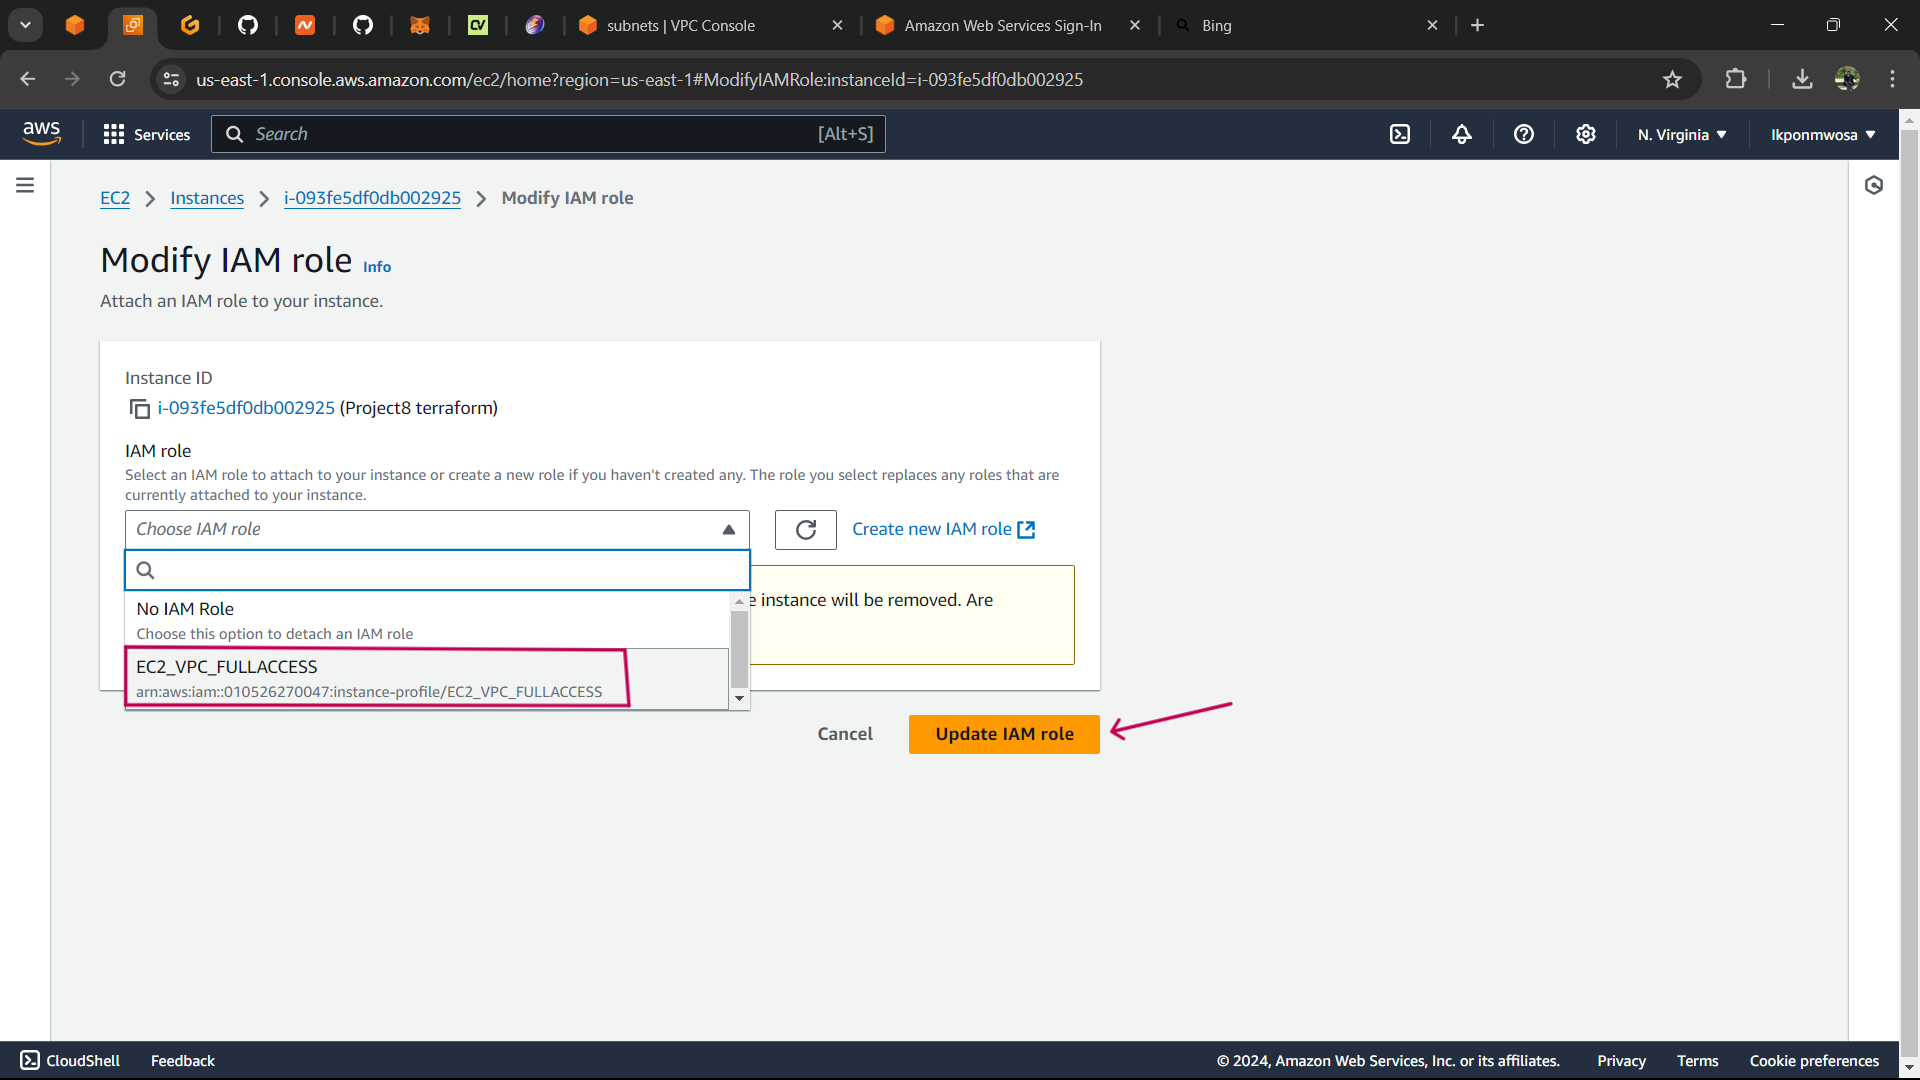 subnets | VPC Console
Amazon Web Services Sign-In
Bing
us-east-1.console.aws.amazon.com/ec2/home?region=us-east-1#ModifyIAMRole:instanceId=i-093fe5df0db002925
aws
Services
Search
[Alt+S]
N. Virginia
Ikponmwosa
EC2 > Instances > i-093fe5df0db002925 > Modify IAM role
Modify IAM role Info
Attach an IAM role to your instance.
Instance ID
i-093fe5df0db002925 (Project8 terraform)
IAM role
Select an IAM role to attach to your instance or create a new role if you haven't created any. The role you select replaces any roles that are
currently attached to your instance.
Choose IAM role
Create new IAM role
No IAM Role
Choose this option to detach an IAM role
e instance will be removed. Are
EC2_VPC_FULLACCESS
arn:aws:iam::010526270047:instance-profile/EC2_VPC_FULLACCESS
Cancel
Update IAM role
CloudShell
Feedback
© 2024, Amazon Web Services, Inc. or its affiliates.
Privacy
Terms
Cookie preferences